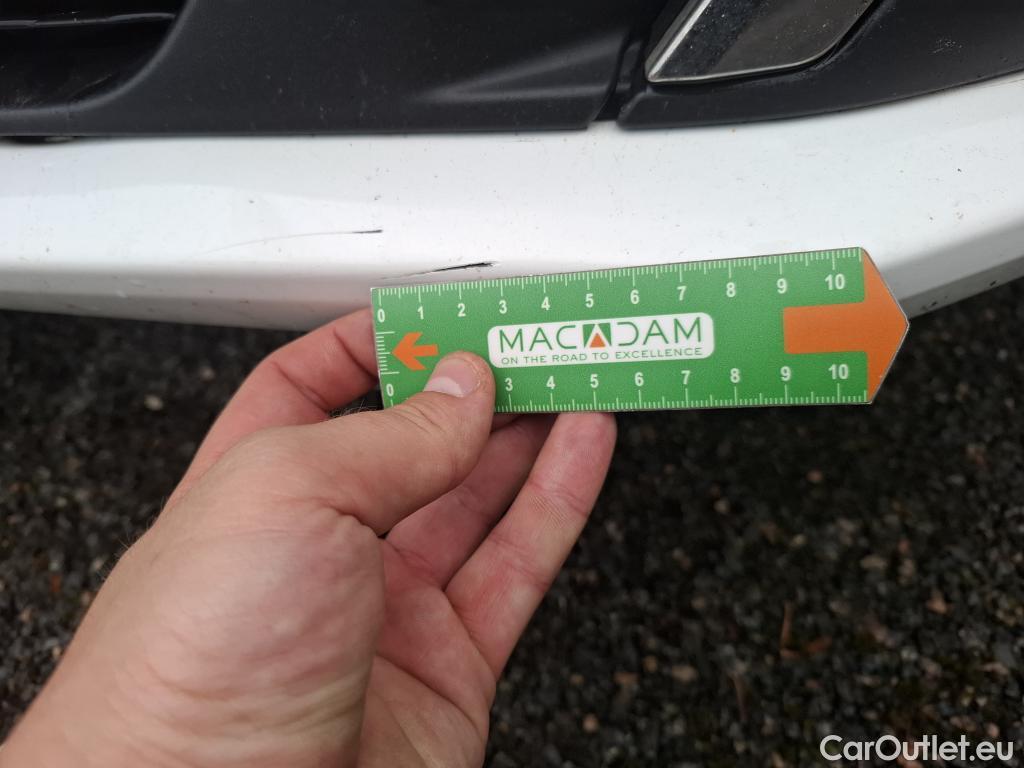 0 1 2 3 4 5 6 7 8 9 10
MACADAM
ON THE ROAD TO EXCELLENCE
0 3 4 5 6 7 8 9 10
CarOutlet.eu